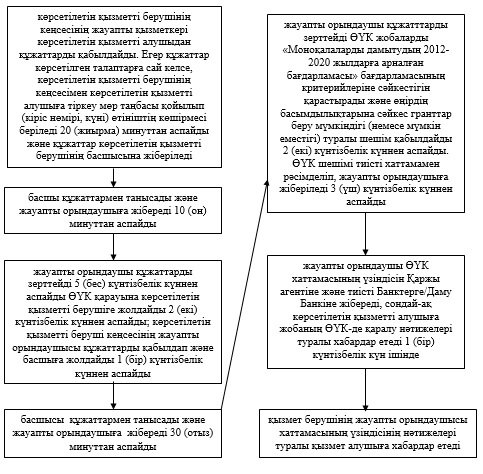 көрсетілетін қызметті берушінің
кеңсесінің жауапты қызметкері
көрсетілетін қызметті алушыдан
құжаттарды қабылдайды. Егер құжаттар
көрсетілген талаптарға сай келсе,
көрсетілетін қызметті берушінің
кеңсесімен көрсетілетін қызметті
алушыға тіркеу мөр таңбасы қойылып
(кіріс нөмірі, күні) өтініштің көшірмесі
беріледі 20 (жиырма) минуттан аспайды
және құжаттар көрсетілетін қызметті
берушінің басшысына жіберіледі
басшы құжаттармен танысады және
жауапты орындаушыға жібереді 10 (он)
минуттан аспайды
жауапты орындаушы құжаттарды
зерттейді 5 (бес) күнтізбелік күннен
аспайды ӨҮК қарауына көрсетілетін
қызметті берушіге жолдайды 2 (екі)
күнтізбелік күннен аспайды; көрсетілетін
қызметті беруші кеңсесінің жауапты
орындаушысы құжаттарды қабылдап және
басшыға жолдайды 1 (бір) күнтізбелік
күннен аспайды
басшысы құжаттармен танысады және
жауапты орындаушыға жібереді 30 (отыз)
минуттан аспайды
жауапты орындаушы құжатттарды
зерттейді ӨҮК жобаларды
«Моноқалаларды дамытудың 2012-
2020 жылдарға арналған
бағдарламасы» бағдарламасының
критерийлеріне сәйкестігін
қарастырады және өңірдің
басымдылықтарына сәйкес гранттар
беру мүмкіндігі (немесе мүмкін
еместігі) туралы шешім қабылдайды
2 (екі) күнтізбелік күннен аспайды.
ӨҮК шешімі тиісті хаттамамен
рәсімделіп, жауапты орындаушыға
жіберіледі 3 (үш) күнтізбелік күннен
аспайды
жауапты орындаушы ӨҮК
хаттамасының үзіндісін Қаржы
агентіне және тиісті Банктерге/Даму
Банкіне жібереді, сондай-ақ
көрсетілетін қызметті алушыға
жобаның ӨҮК-де қаралу нәтижелері
туралы хабардар етеді 1 (бір)
күнтізбелік күн ішінде
қызмет берушінің жауапты орындаушысы
хаттамасының үзіндісінің нәтижелері
туралы қызмет алушыға хабардар етеді